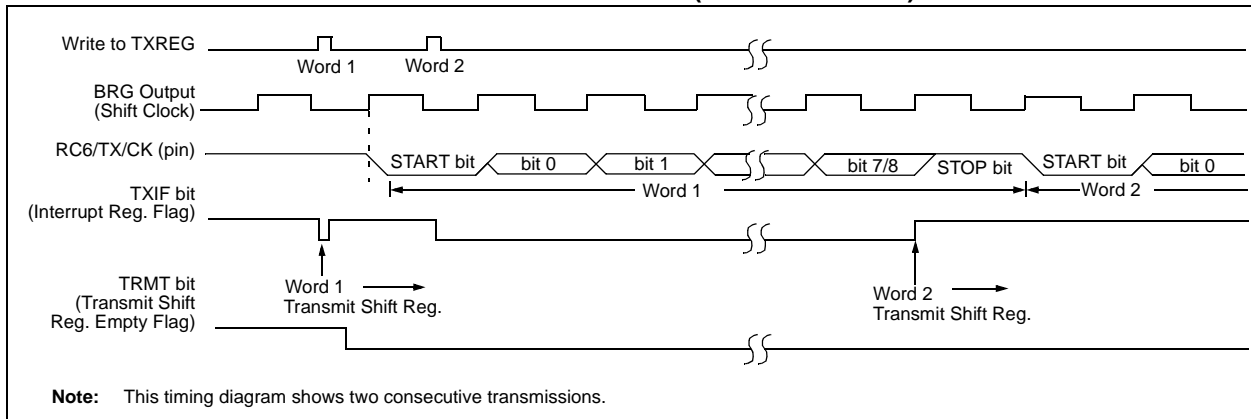 Write to TXREG
Word 1
Word 2
BRG Output
(Shift Clock)
RC6/TX/CK (pin)
START bit
bit 0
bit 1
bit 7/8
STOP bit
START bit
bit 0
Word 1
Word 2
TXIF bit
(Interrupt Reg. Flag)
Word 1
Transmit Shift Reg.
Word 2
Transmit Shift Reg.
TRMT bit
(Transmit Shift
Reg. Empty Flag)
Note: This timing diagram shows two consecutive transmissions.